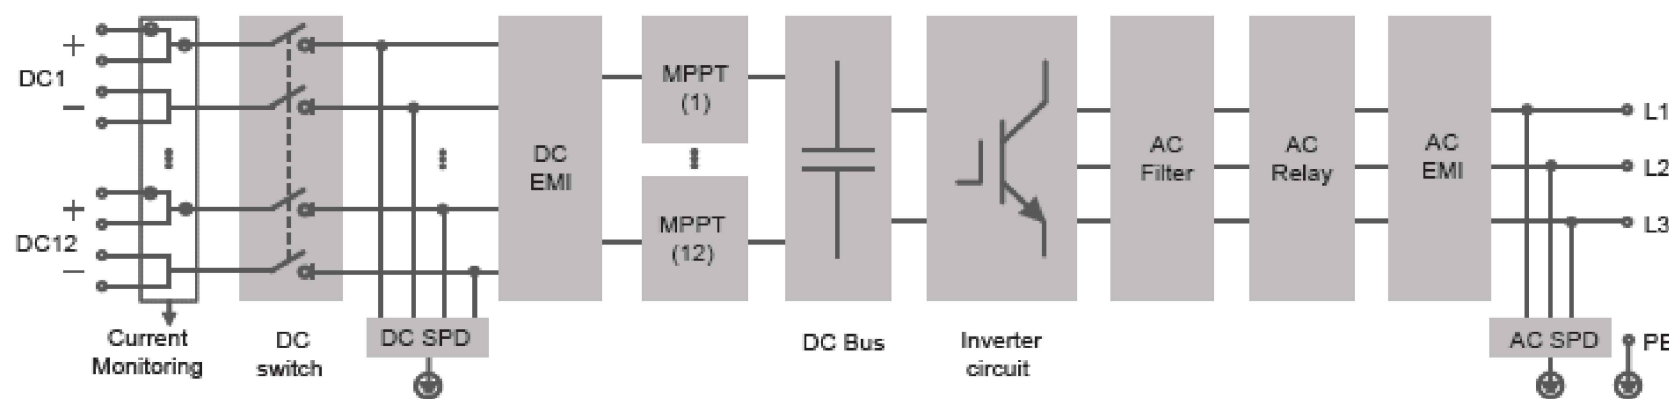 +
DC1
−
+
DC12
−
Current
Monitoring
DC
switch
DC SPD
DC
EMI
MPPT
(1)
MPPT
(12)
DC Bus
Inverter
circuit
AC
Filter
AC
Relay
AC
EMI
L1
L2
L3
AC SPD
PE